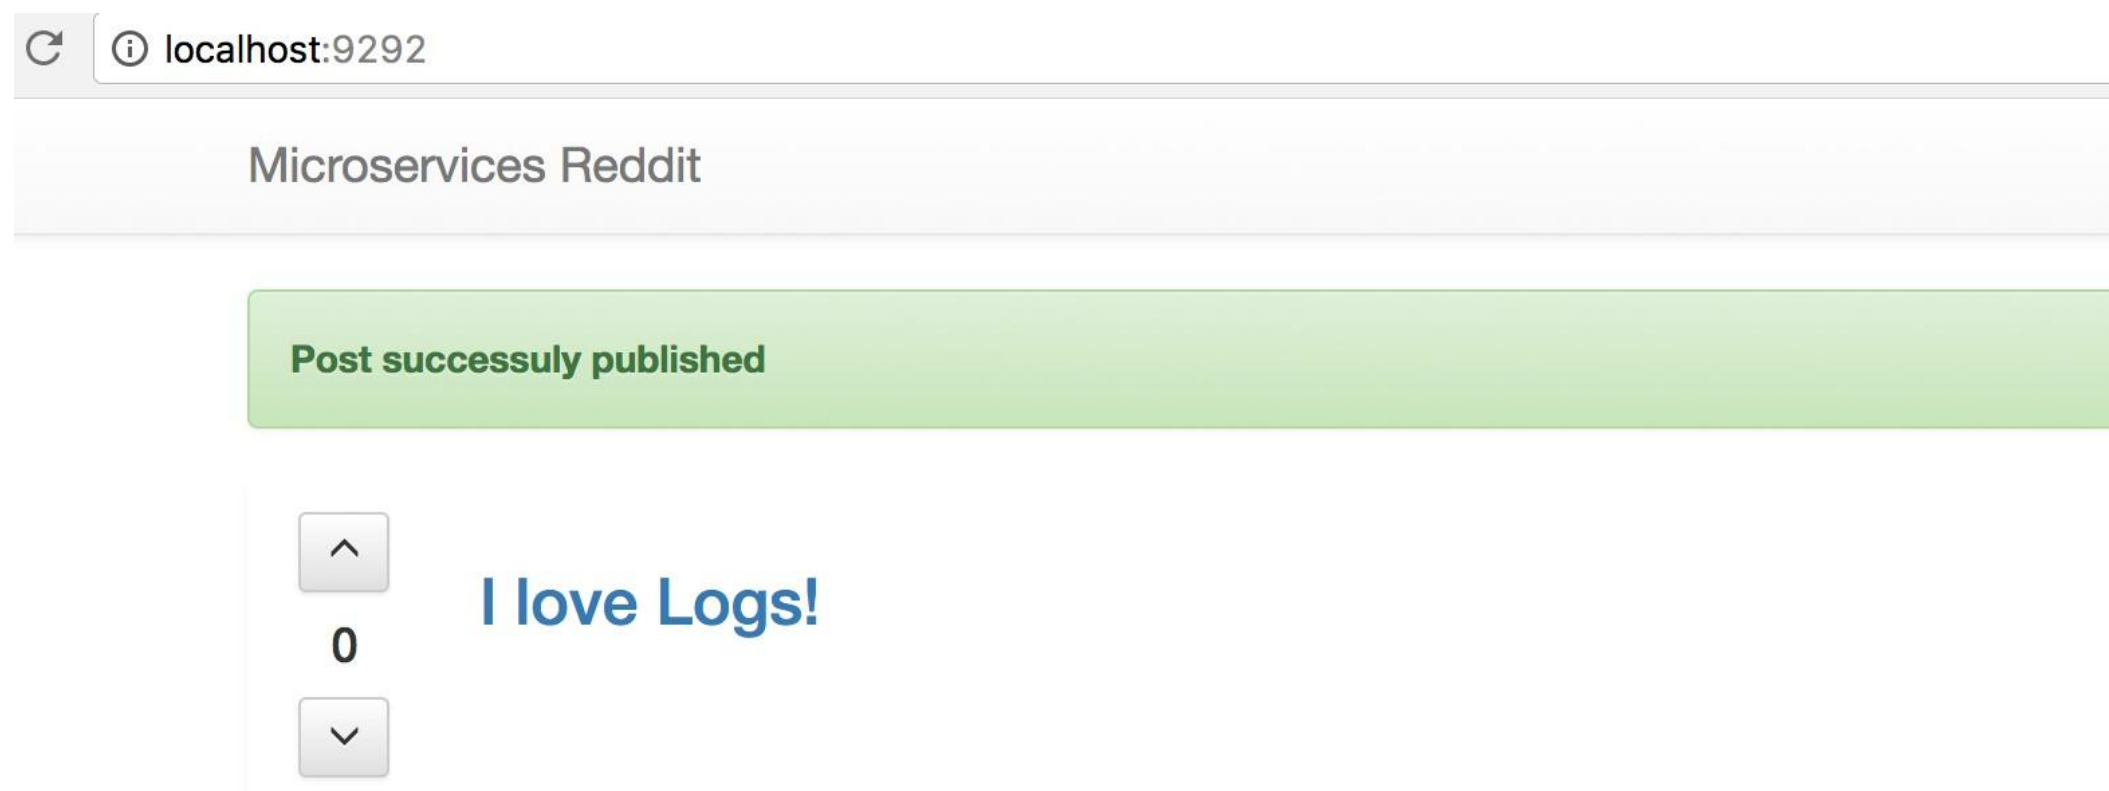 localhost:9292
Microservices Reddit
Post successuly published
I love Logs!
0